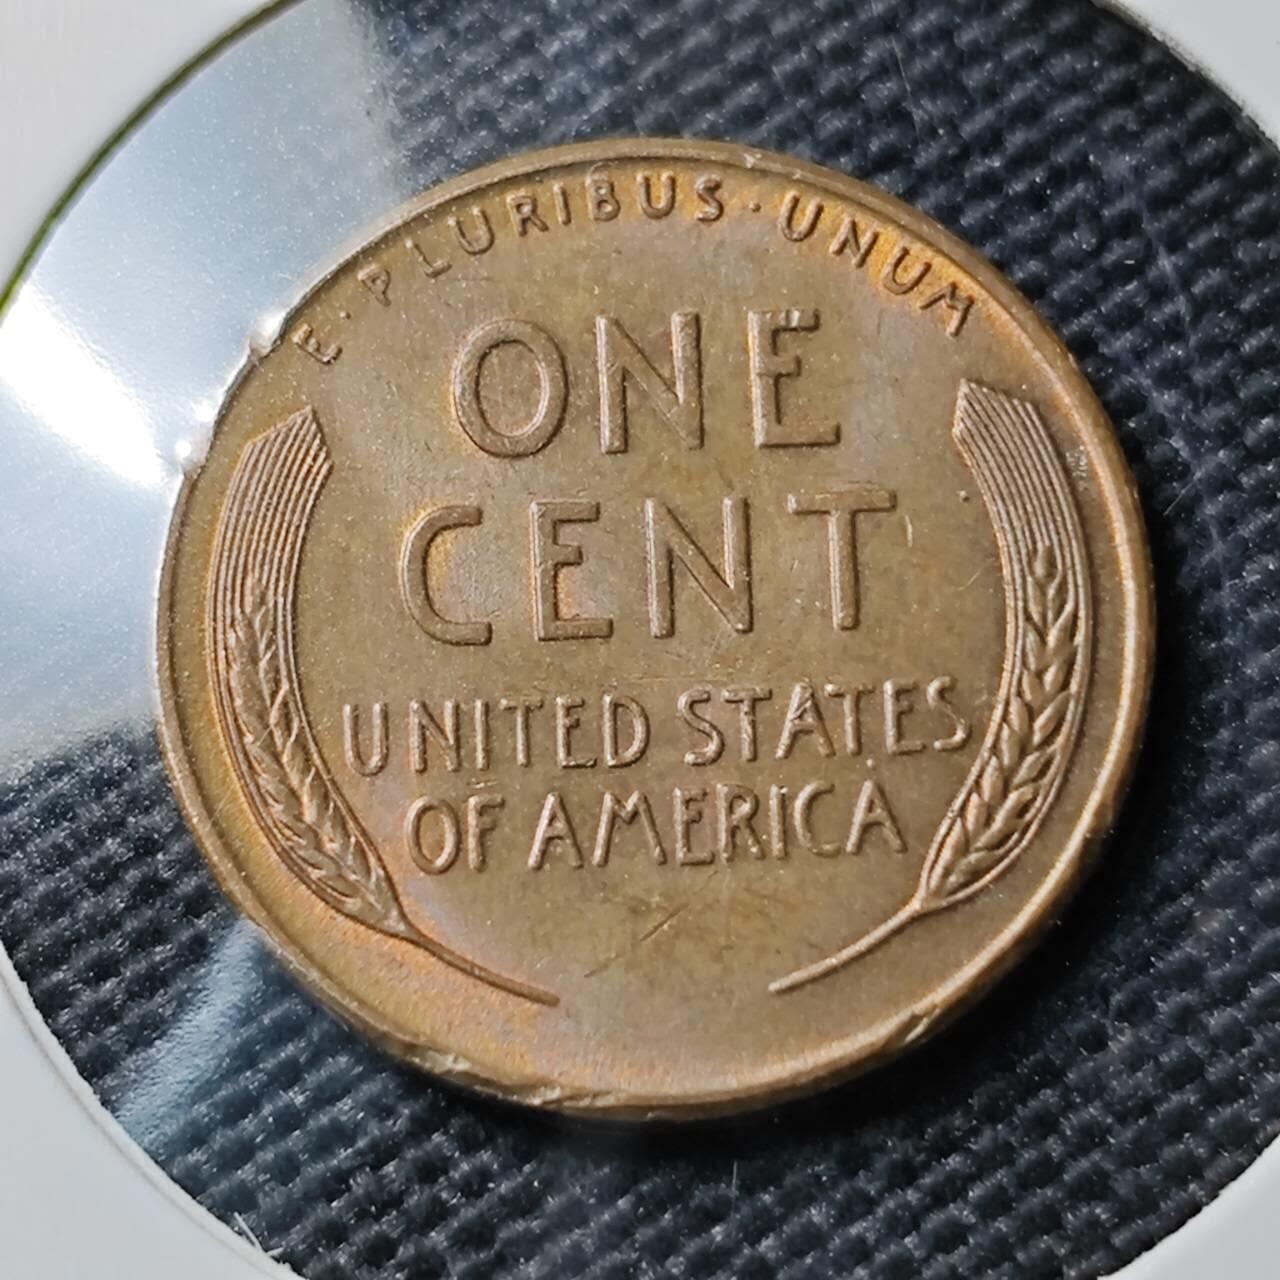 E·PLURIBUS·UNUM
ONE
CENT
UNITED STATES
OF AMERICA